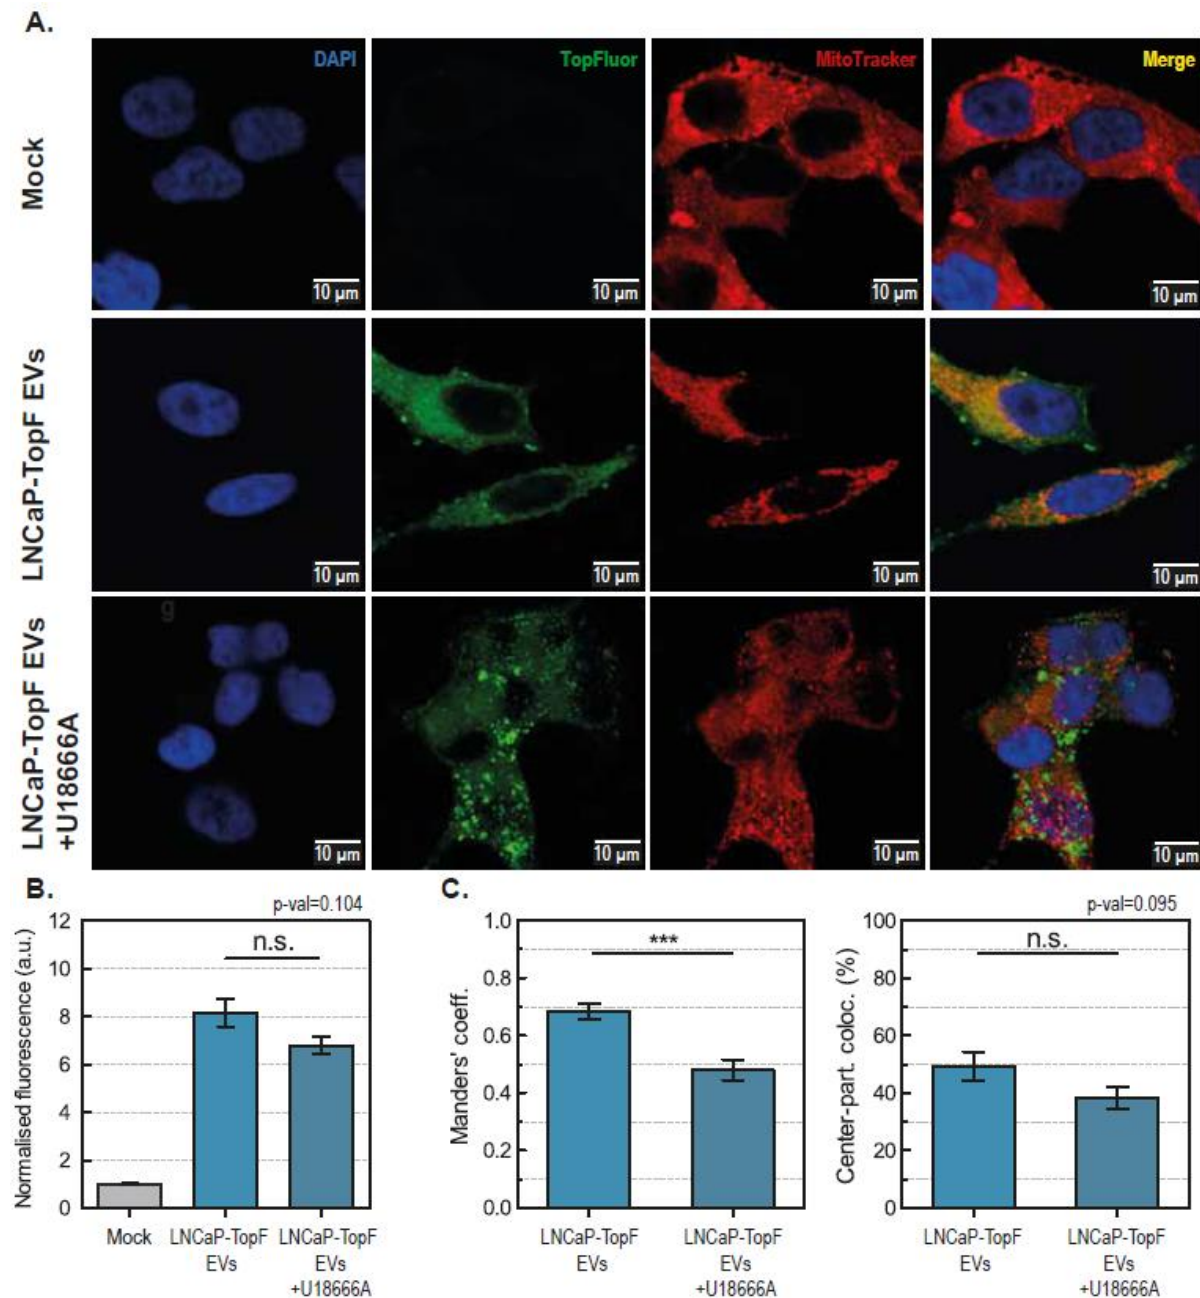 A.
DAPI
TopFluor
MitoTracker
Merge
Mock
10 µm
10 µm
10 µm
10 µm
LNCaP-TopF EVs
10 µm
10 µm
10 µm
10 µm
LNCaP-TopF EVs
+U18666A
g
10 µm
10 µm
10 µm
10 µm
B.
p-val=0.104
Normalised fluorescence (a.u.)
12
10
8
6
4
2
0
n.s.
Mock
LNCaP-TopF
EVs
LNCaP-TopF
EVs
+U18666A
C.
Manders' coeff.
1.0
0.8
0.6
0.4
0.2
0.0
***
LNCaP-TopF
EVs
LNCaP-TopF
EVs
+U18666A
p-val=0.095
Center-part. coloc. (%)
100
80
60
40
20
0
n.s.
LNCaP-TopF
EVs
LNCaP-TopF
EVs
+U18666A